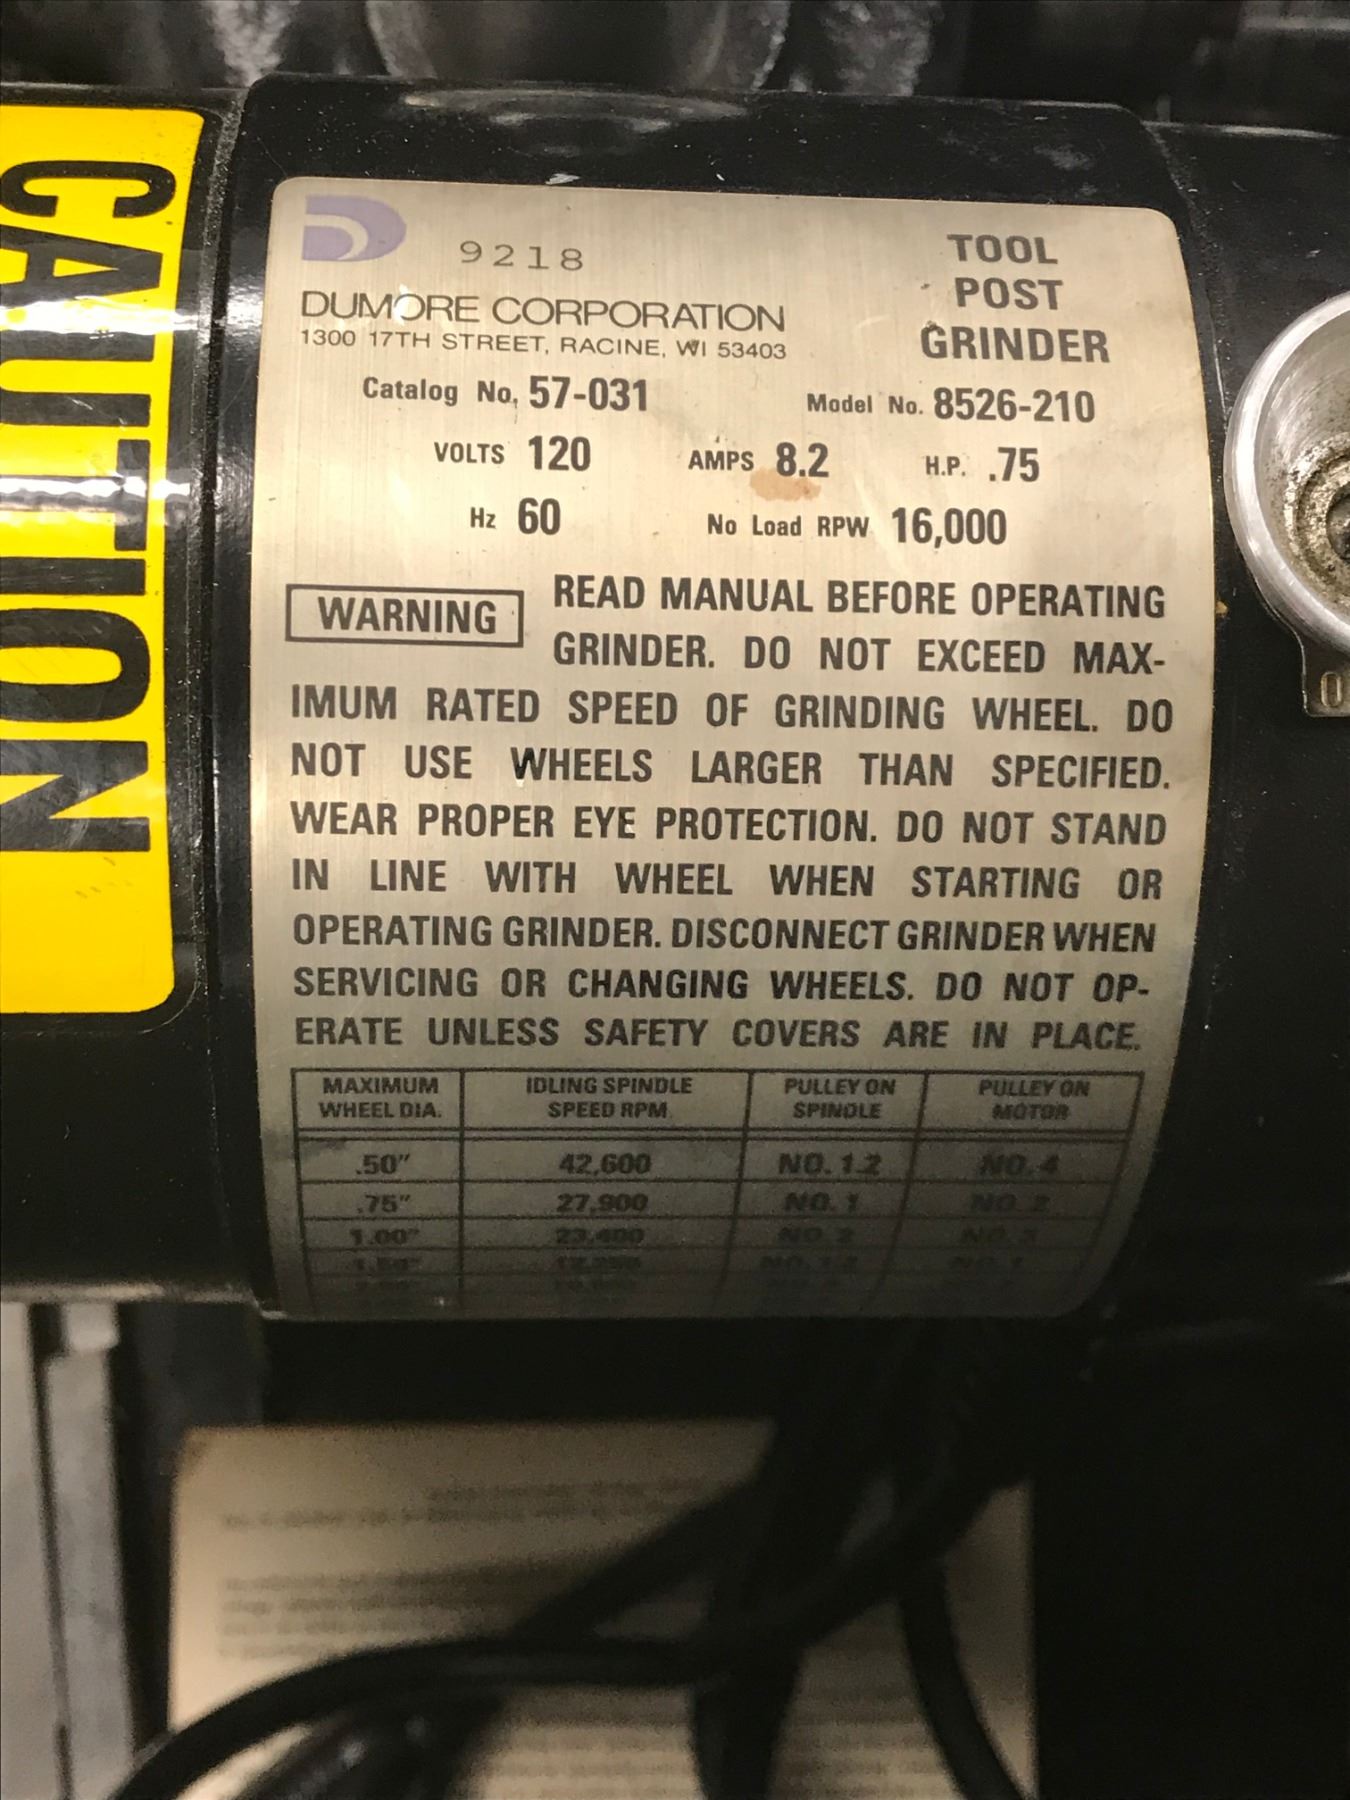 CAUTION
9218
DUMORE CORPORATION
1300 17TH STREET, RACINE, WI 53403
TOOL
POST
GRINDER
Catalog No. 57-031
Model No. 8526-210
VOLTS 120 AMPS 8.2 H.P. .75
Hz 60 No Load RPW 16,000
WARNING READ MANUAL BEFORE OPERATING
GRINDER. DO NOT EXCEED MAX-
IMUM RATED SPEED OF GRINDING WHEEL. DO
NOT USE WHEELS LARGER THAN SPECIFIED.
WEAR PROPER EYE PROTECTION. DO NOT STAND
IN LINE WITH WHEEL WHEN STARTING OR
OPERATING GRINDER. DISCONNECT GRINDER WHEN
SERVICING OR CHANGING WHEELS. DO NOT OP-
ERATE UNLESS SAFETY COVERS ARE IN PLACE.
MAXIMUM WHEEL DIA. IDLING SPINDLE SPEED RPM PULLEY ON SPINDLE PULLEY ON MOTOR
.50" 42,600 NO. 1.2 NO. 4
.75" 27,900 NO. 1 NO. 2
1.00" 23,400 NO. 2 NO. 3